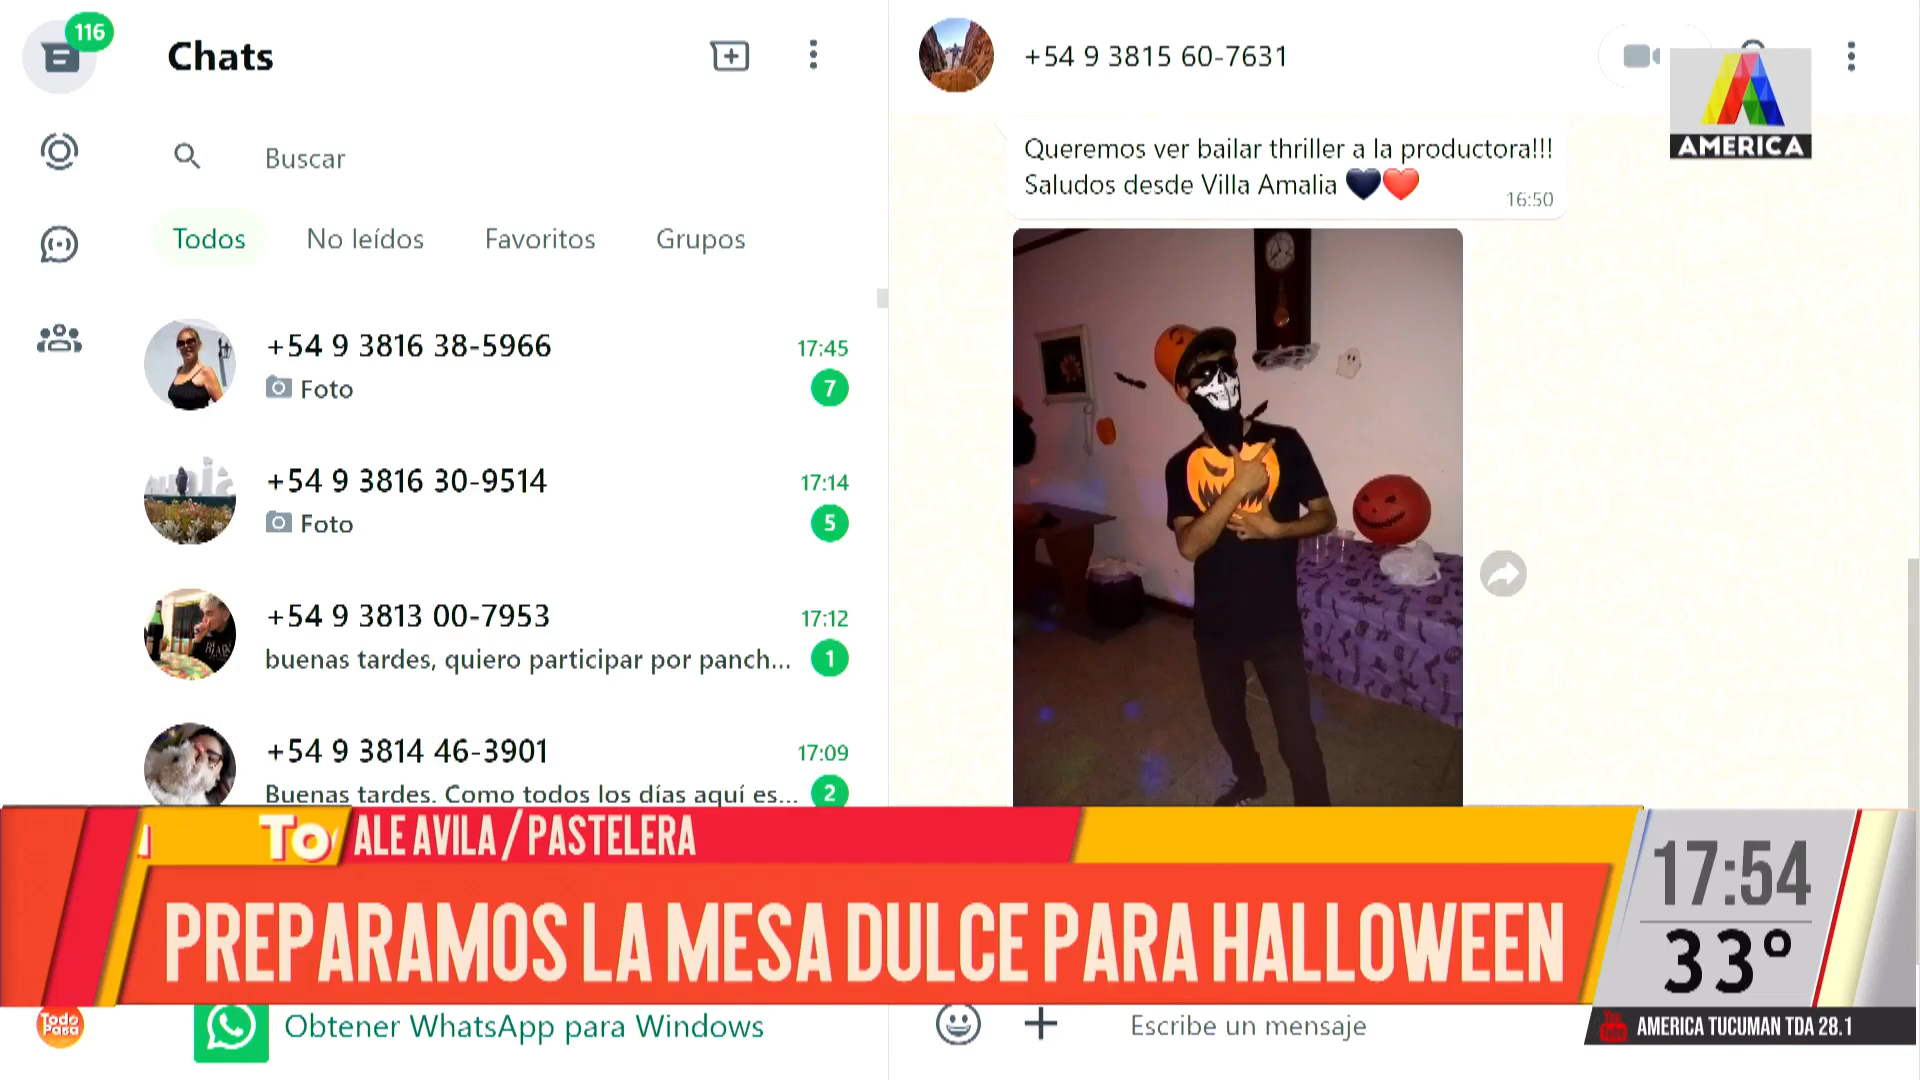 116
Chats
Buscar
Todos
No leídos
Favoritos
Grupos
+54 9 3816 38-5966
17:45
Foto
7
+54 9 3816 30-9514
17:14
Foto
5
+54 9 3813 00-7953
17:12
buenas tardes, quiero participar por panch...
1
+54 9 3814 46-3901
17:09
Buenas tardes. Como todos los días aquí es...
2
+54 9 3815 60-7631
AMERICA
Queremos ver bailar thriller a la productora!!!
Saludos desde Villa Amalia 🖤❤️
16:50
To
ALE AVILA / PASTELERA
PREPARAMOS LA MESA DULCE PARA HALLOWEEN
17:54
33°
Todo
Pasa
Obtener WhatsApp para Windows
Escribe un mensaje
You
Tube
AMERICA TUCUMAN TDA 28.1